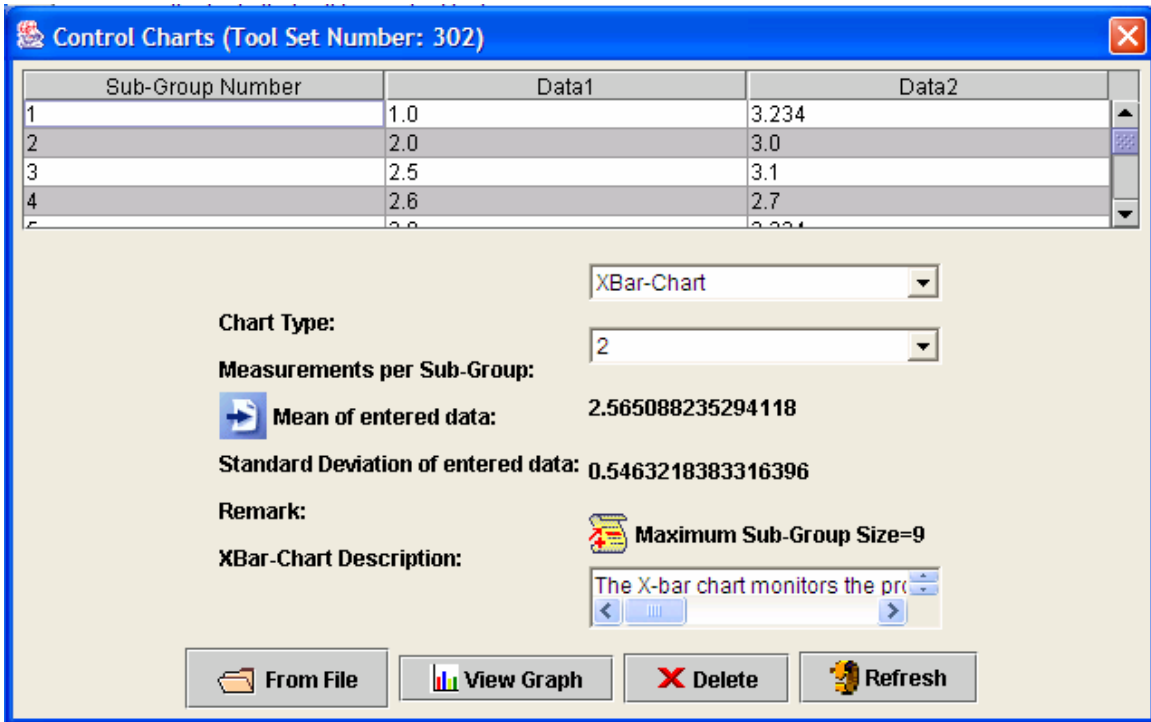 Control Charts (Tool Set Number: 302)
Sub-Group Number Data1 Data2
1 1.0 3.234
2 2.0 3.0
3 2.5 3.1
4 2.6 2.7
XBar-Chart
Chart Type:
2
Measurements per Sub-Group:
Mean of entered data: 2.565088235294118
Standard Deviation of entered data: 0.5463218383316396
Remark:
Maximum Sub-Group Size=9
XBar-Chart Description:
The X-bar chart monitors the
From File View Graph Delete Refresh